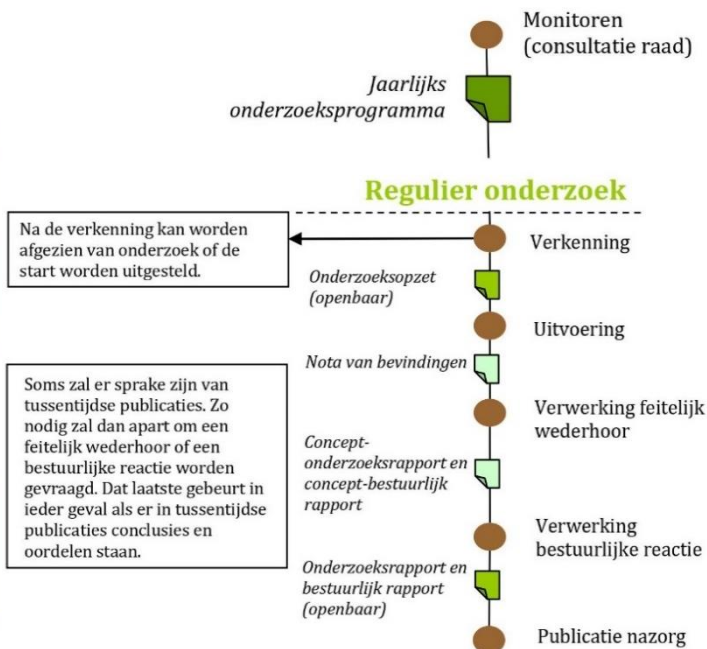 Monitoren
(consultatie raad)
Jaarlijks
onderzoeksprogramma
Regulier onderzoek
Na de verkenning kan worden
afgezien van onderzoek of de
start worden uitgesteld.
Verkenning
Onderzoeksopzet
(openbaar)
Uitvoering
Nota van bevindingen
Soms zal er sprake zijn van
tussentijdse publicaties. Zo
nodig zal dan apart om een
feitelijk wederhoor of een
bestuurlijke reactie worden
gevraagd. Dat laatste gebeurt in
ieder geval als er in tussentijdse
publicaties conclusies en
oordelen staan.
Verwerking feitelijk
wederhoor
Concept-
onderzoeksrapport en
concept-bestuurlijk
rapport
Verwerking
bestuurlijke reactie
Onderzoeksrapport en
bestuurlijk rapport
(openbaar)
Publicatie nazorg